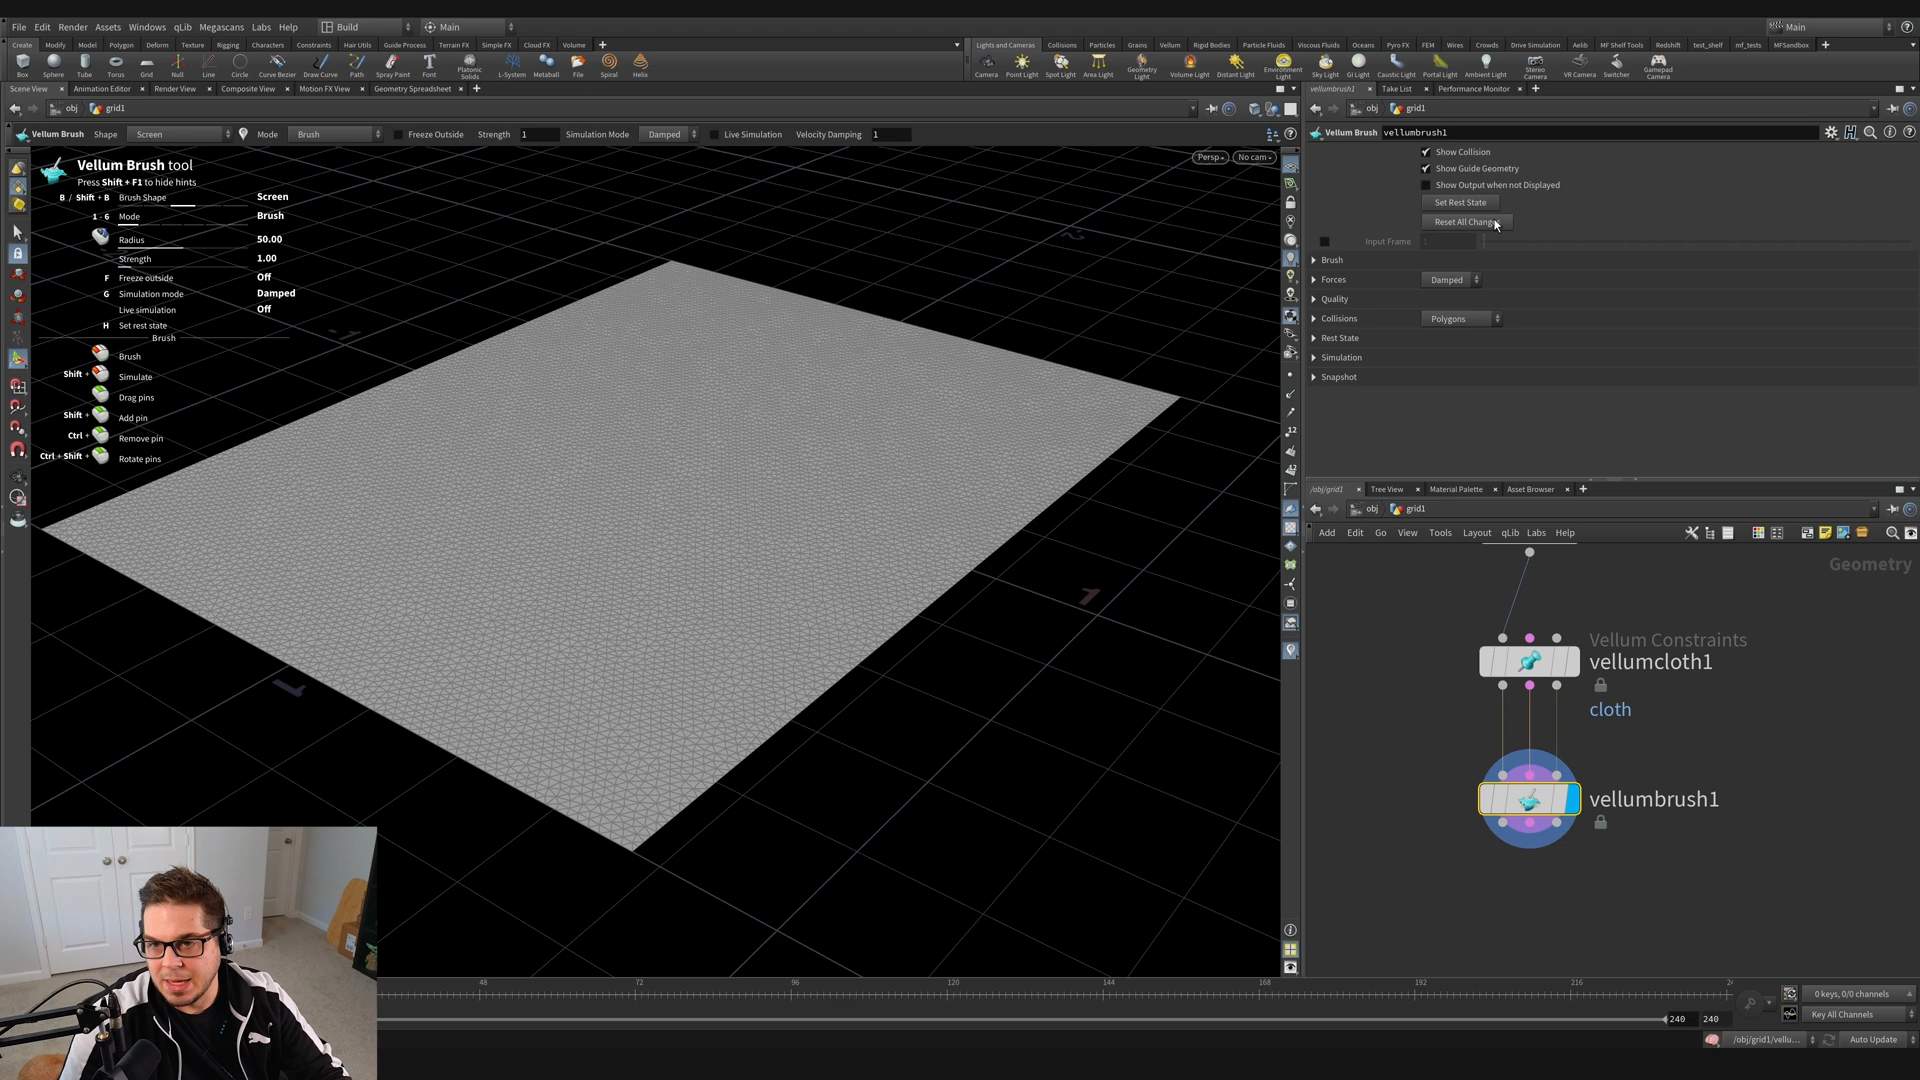 File Edit Render Assets Windows qLib Megascans Labs Help Build Main Main
Create Modify Model Polygon Deform Texture Rigging Characters Constraints Hair Utils Guide Process Terrain FX Simple FX Cloud FX Volume
Lights and Cameras Collisions Particles Grains Vellum Rigid Bodies Particle Fluids Viscous Fluids Oceans Pyro FX FEM Wires Crowds Drive Simulation Aelib MF Shelf Tools Redshift test_shelf mf_tests MFSandbox
Box Sphere Tube Torus Grid Null Line Circle Curve Bezier Draw Curve Path Spray Paint Font Platonic Solids L-System Metaball File Spiral Helix
Camera Point Light Spot Light Area Light Geometry Light Volume Light Distant Light Environment Light Sky Light GI Light Caustic Light Portal Light Ambient Light Stereo Camera VR Camera Switcher Gamepad Camera
Scene View Animation Editor Render View Composite View Motion FX View Geometry Spreadsheet
vellumbrush1 Take List Performance Monitor
obj grid1
obj grid1
Vellum Brush Shape Screen Mode Brush Freeze Outside Strength 1 Simulation Mode Damped Live Simulation Velocity Damping 1
Vellum Brush vellumbrush1
Vellum Brush tool
Press Shift + F1 to hide hints
B / Shift + B Brush Shape Screen
1 - 6 Mode Brush
Radius 50.00
Strength 1.00
F Freeze outside Off
G Simulation mode Damped
Live simulation Off
H Set rest state
Brush
Brush
Shift + Simulate
Drag pins
Shift + Add pin
Ctrl + Remove pin
Ctrl + Shift + Rotate pins
Persp No cam
1
Show Collision
Show Guide Geometry
Show Output when not Displayed
Set Rest State
Reset All Chang
Input Frame
Brush
Forces Damped
Quality
Collisions Polygons
Rest State
Simulation
Snapshot
/obj/grid1 Tree View Material Palette Asset Browser
obj grid1
Add Edit Go View Tools Layout qLib Labs Help
Geometry
Vellum Constraints
vellumcloth1
cloth
vellumbrush1
48 72 96 120 144 168 192 216
240 240
0 keys, 0/0 channels
Key All Channels
/obj/grid1/vellu...
Auto Update